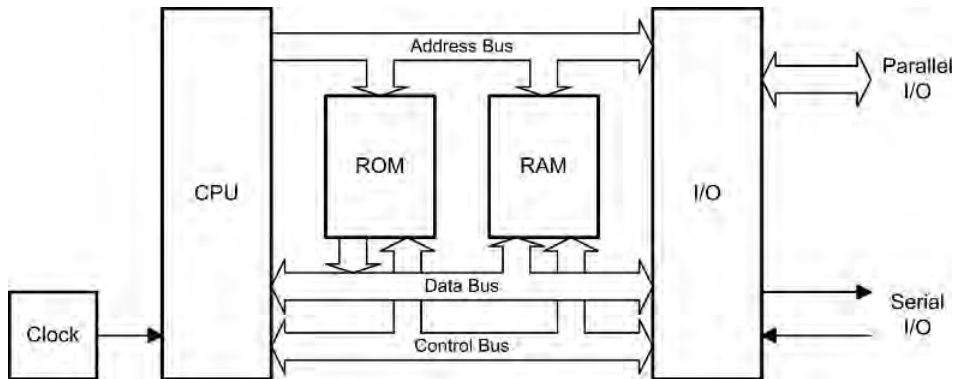 Address Bus
Parallel
I/O
ROM
RAM
CPU
I/O
Data Bus
Serial
I/O
Clock
Control Bus